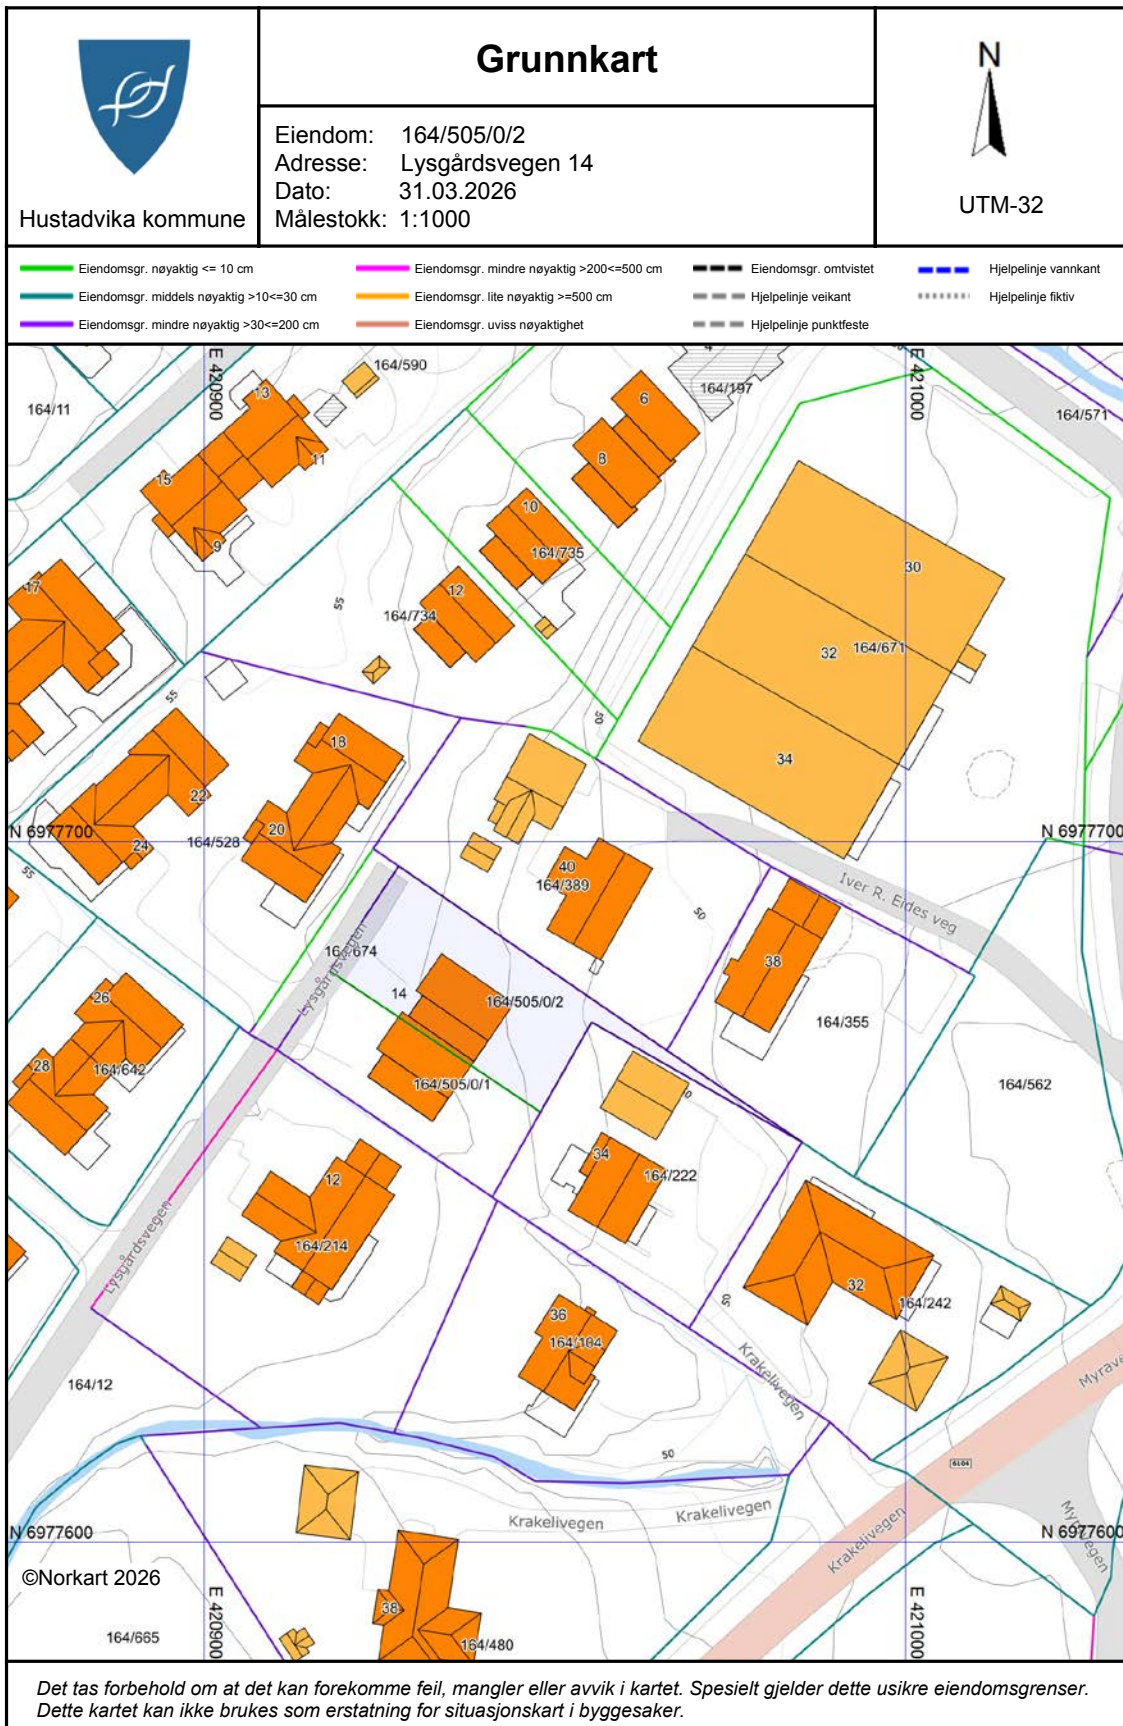 Grunnkart
Hustadvika kommune
Eiendom: 164/505/0/2
Adresse: Lysgårdsvegen 14
Dato: 31.03.2026
Målestokk: 1:1000
N
UTM-32
Eiendomsgr. nøyaktig <= 10 cm
Eiendomsgr. middels nøyaktig >10<=30 cm
Eiendomsgr. mindre nøyaktig >30<=200 cm
Eiendomsgr. mindre nøyaktig >200<=500 cm
Eiendomsgr. lite nøyaktig >=500 cm
Eiendomsgr. uviss nøyaktighet
Eiendomsgr. omtvistet
Hjelpelinje veikant
Hjelpelinje punktfeste
Hjelpelinje vannkant
Hjelpelinje fiktiv
E 420900
E 421000
164/590
164/197
164/11
164/571
13
6
11
8
15
10
9
164/735
30
17
12
55
164/734
32
164/671
55
50
18
34
22
20
N 6977700
24
164/528
N 6977700
55
40
164/389
Iver R. Eides veg
50
38
164/674
Lysgårdsvegen
14
164/505/0/2
26
164/355
28
164/642
164/505/0/1
164/562
34
164/222
12
Lysgårdsvegen
164/214
32
164/242
50
36
164/104
Krakelivegen
Myrave
164/12
50
6104
Krakelivegen
Krakelivegen
Krakelivegen
N 6977600
N 6977600
©Norkart 2026
E 420900
E 421000
38
164/665
164/480
Det tas forbehold om at det kan forekomme feil, mangler eller avvik i kartet. Spesielt gjelder dette usikre eiendomsgrenser.
Dette kartet kan ikke brukes som erstatning for situasjonskart i byggesaker.